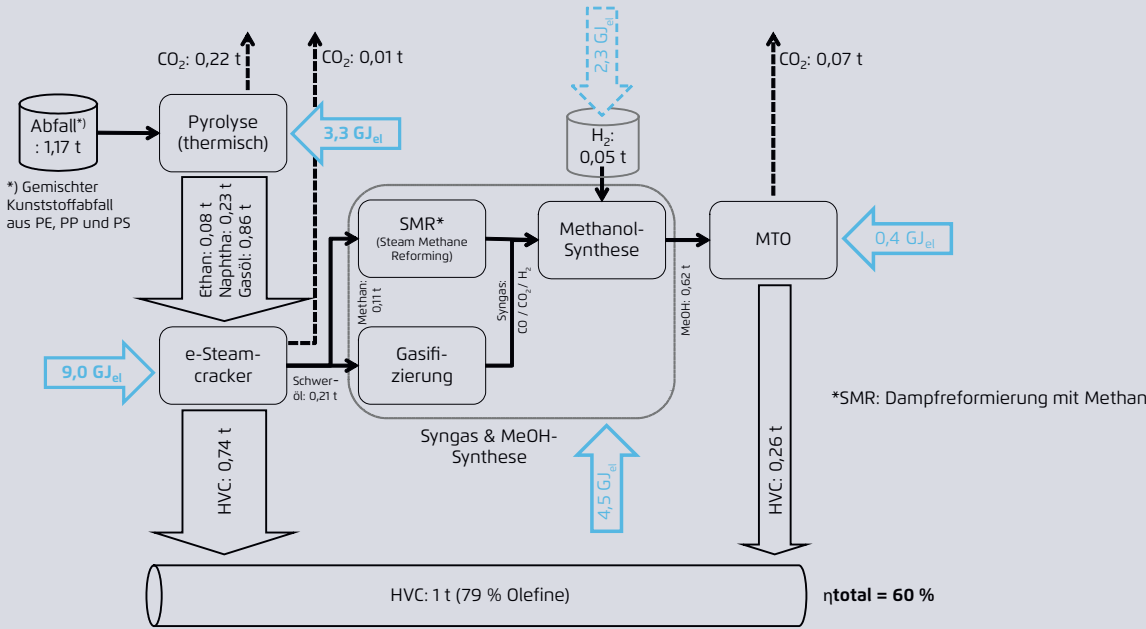 CO₂: 0,22 t
CO₂: 0,01 t
2,3 GJₑₗ
CO₂: 0,07 t
Abfall*)
: 1,17 t
Pyrolyse
(thermisch)
3,3 GJₑₗ
H₂:
0,05 t
*) Gemischter
Kunststoffabfall
aus PE, PP und PS
Ethan: 0,08 t
Naphtha: 0,23 t
Gasöl: 0,86 t
SMR*
(Steam Methane
Reforming)
Methanol-
Synthese
MTO
0,4 GJₑₗ
Methan:
0,11 t
Syngas:
CO / CO₂ / H₂
MeOH: 0,62 t
9,0 GJₑₗ
e-Steam-
cracker
Schwer-
öl: 0,21 t
Gasifi-
zierung
*SMR: Dampfreformierung mit Methan
Syngas & MeOH-
Synthese
HVC: 0,74 t
4,5 GJₑₗ
HVC: 0,26 t
HVC: 1 t (79 % Olefine)
ηtotal = 60 %